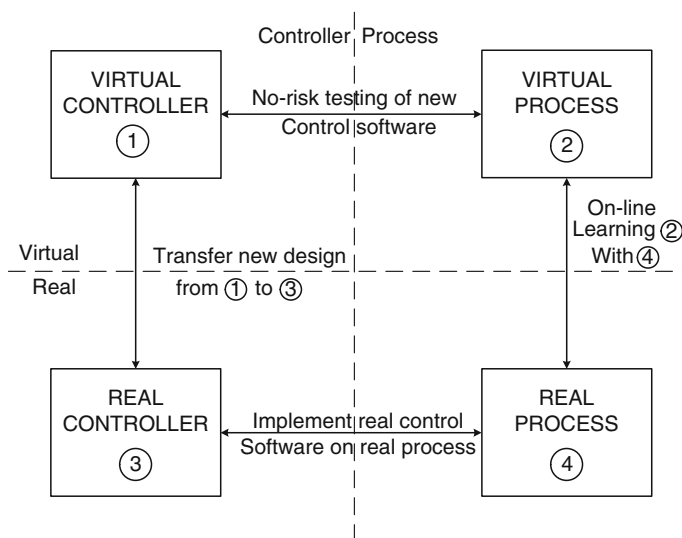 Controller Process
VIRTUAL
CONTROLLER
①
No-risk testing of new
Control software
VIRTUAL
PROCESS
②
On-line
Learning ②
With ④
Virtual
Real
Transfer new design
from ① to ③
REAL
CONTROLLER
③
Implement real control
Software on real process
REAL
PROCESS
④